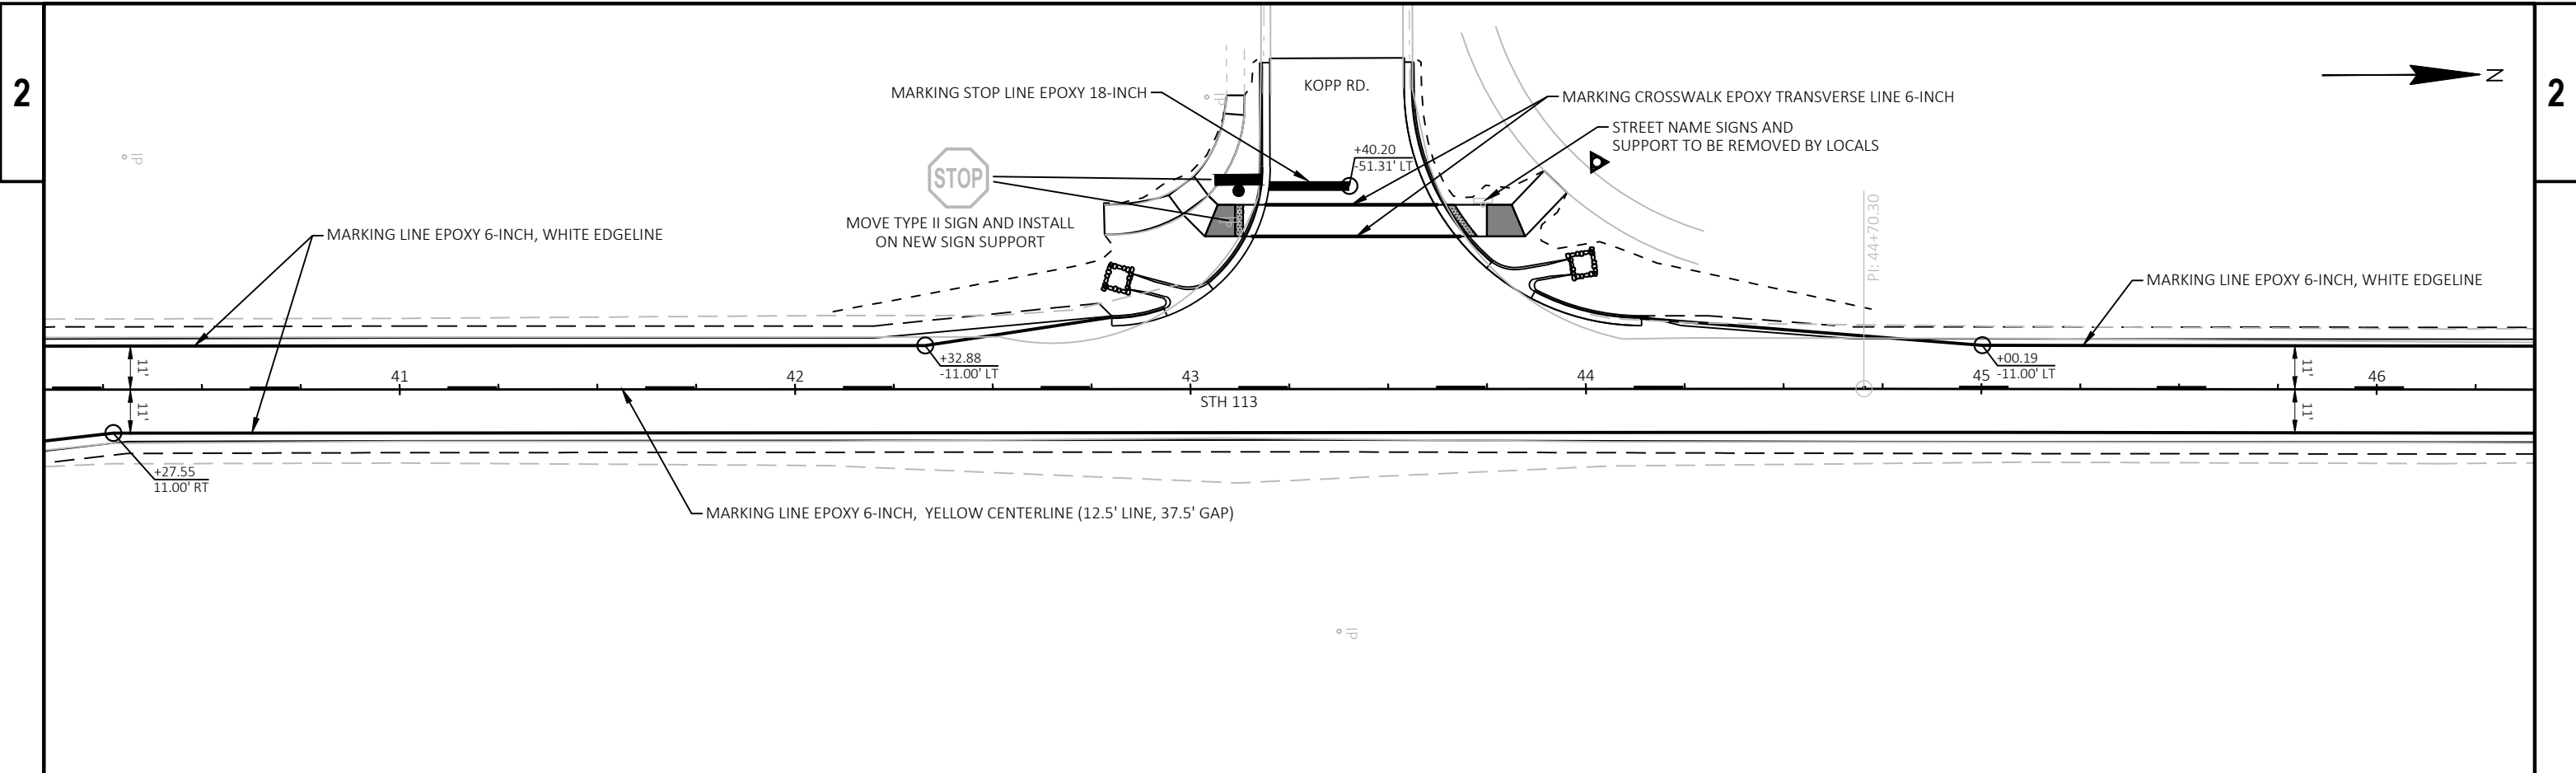 2
2
N
KOPP RD.
MARKING STOP LINE EPOXY 18-INCH
MARKING CROSSWALK EPOXY TRANSVERSE LINE 6-INCH
STREET NAME SIGNS AND
SUPPORT TO BE REMOVED BY LOCALS
+40.20
-51.31' LT
IP
IP
STOP
MOVE TYPE II SIGN AND INSTALL
ON NEW SIGN SUPPORT
MARKING LINE EPOXY 6-INCH, WHITE EDGELINE
PI: 44+70.30
MARKING LINE EPOXY 6-INCH, WHITE EDGELINE
+32.88
-11.00' LT
+00.19
-11.00' LT
11'
11'
41
42
43
44
45
46
STH 113
11'
11'
+27.55
11.00' RT
MARKING LINE EPOXY 6-INCH, YELLOW CENTERLINE (12.5' LINE, 37.5' GAP)
IP